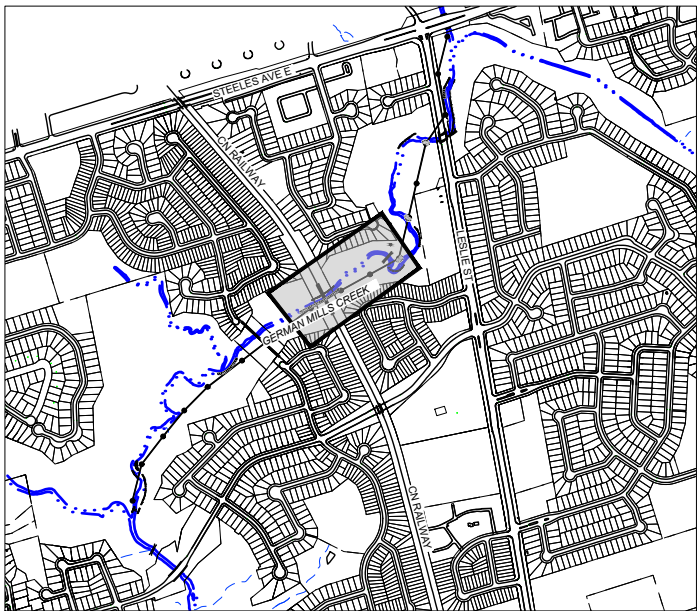 STEELES AVE E
CN RAILWAY
LESLIE ST
GERMAN MILLS CREEK
CN RAILWAY